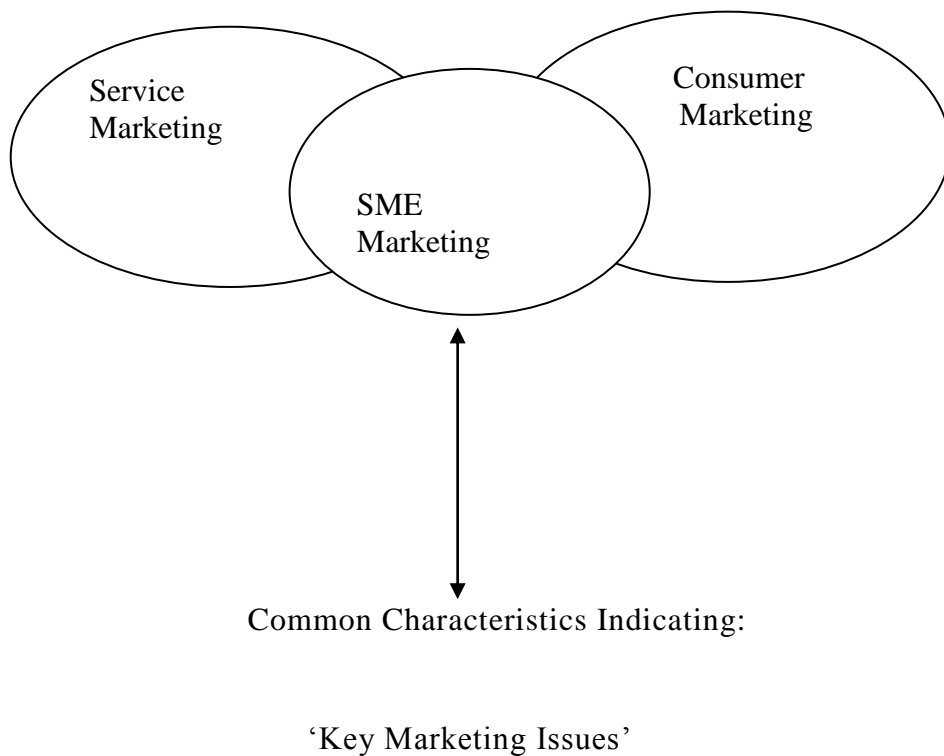 Service
Marketing
Consumer
Marketing
SME
Marketing
Common Characteristics Indicating:
‘Key Marketing Issues’